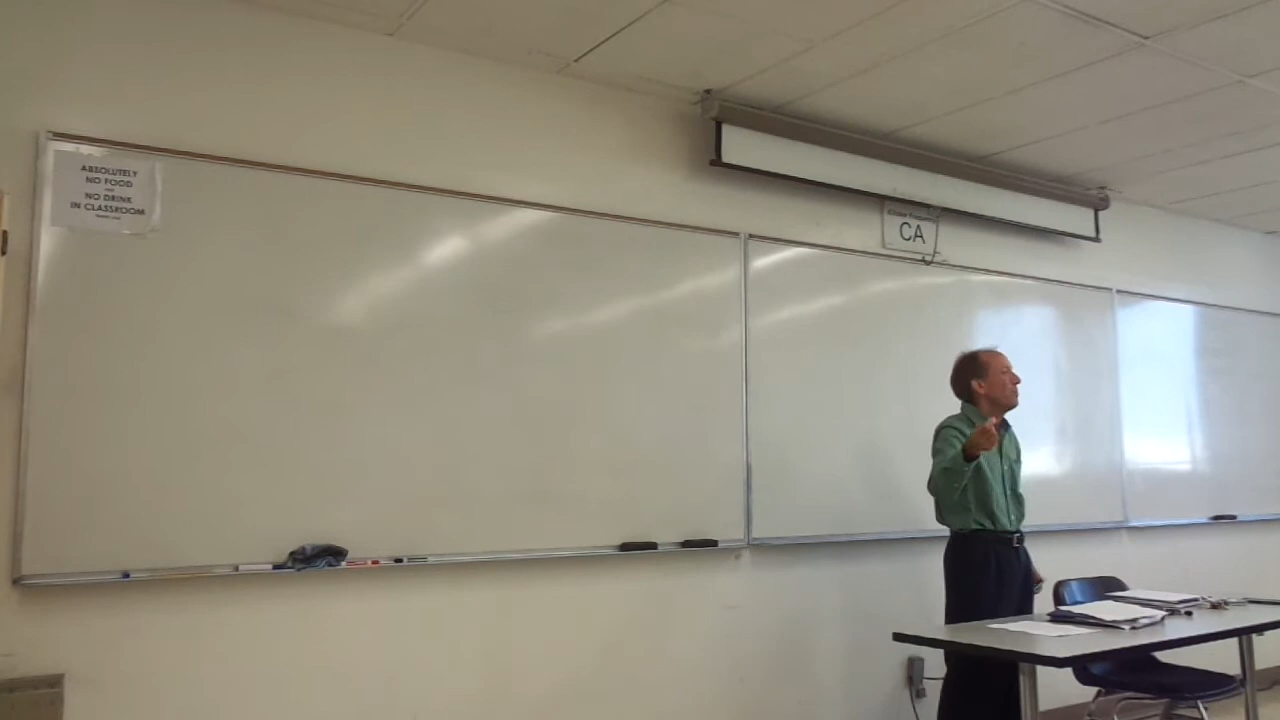 ABSOLUTELY
NO FOOD
NO DRINK
IN CLASSROOM
CA